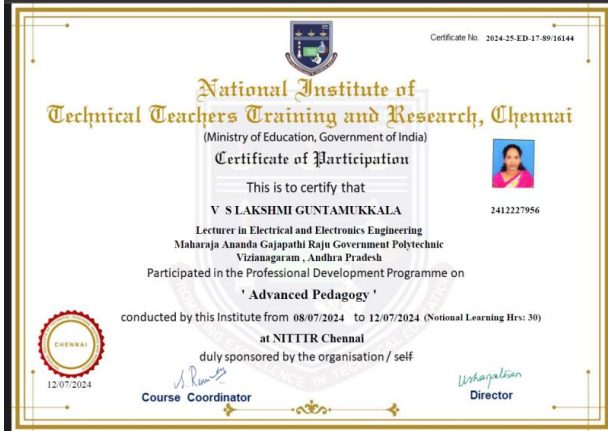 Certificate No. 2024-25-ED-17-89/16144
National Institute of
Technical Teachers Training and Research, Chennai
(Ministry of Education, Government of India)
Certificate of Participation
This is to certify that
V S LAKSHMI GUNTAMUKKALA
2412227956
Lecturer in Electrical and Electronics Engineering
Maharaja Ananda Gajapathi Raju Government Polytechnic
Vizianagaram , Andhra Pradesh
Participated in the Professional Development Programme on
' Advanced Pedagogy '
conducted by this Institute from 08/07/2024 to 12/07/2024 (Notional Learning Hrs: 30)
at NITTTR Chennai
duly sponsored by the organisation / self
CHENNAI
12/07/2024
Course Coordinator
Director